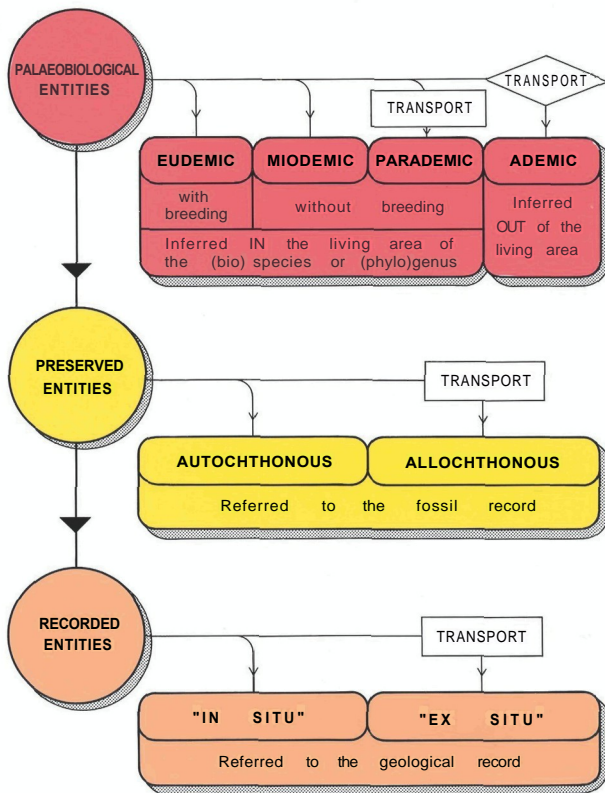 PALAEOBIOLOGICAL
ENTITIES
TRANSPORT
TRANSPORT
EUDEMIC MIODEMIC PARADEMIC ADEMIC
with
breeding
without breeding
Inferred IN the living area of
the (bio) species or (phylo)genus
Inferred
OUT of the
living area
PRESERVED
ENTITIES
TRANSPORT
AUTOCHTHONOUS ALLOCHTHONOUS
Referred to the fossil record
RECORDED
ENTITIES
TRANSPORT
"IN SITU" "EX SITU"
Referred to the geological record